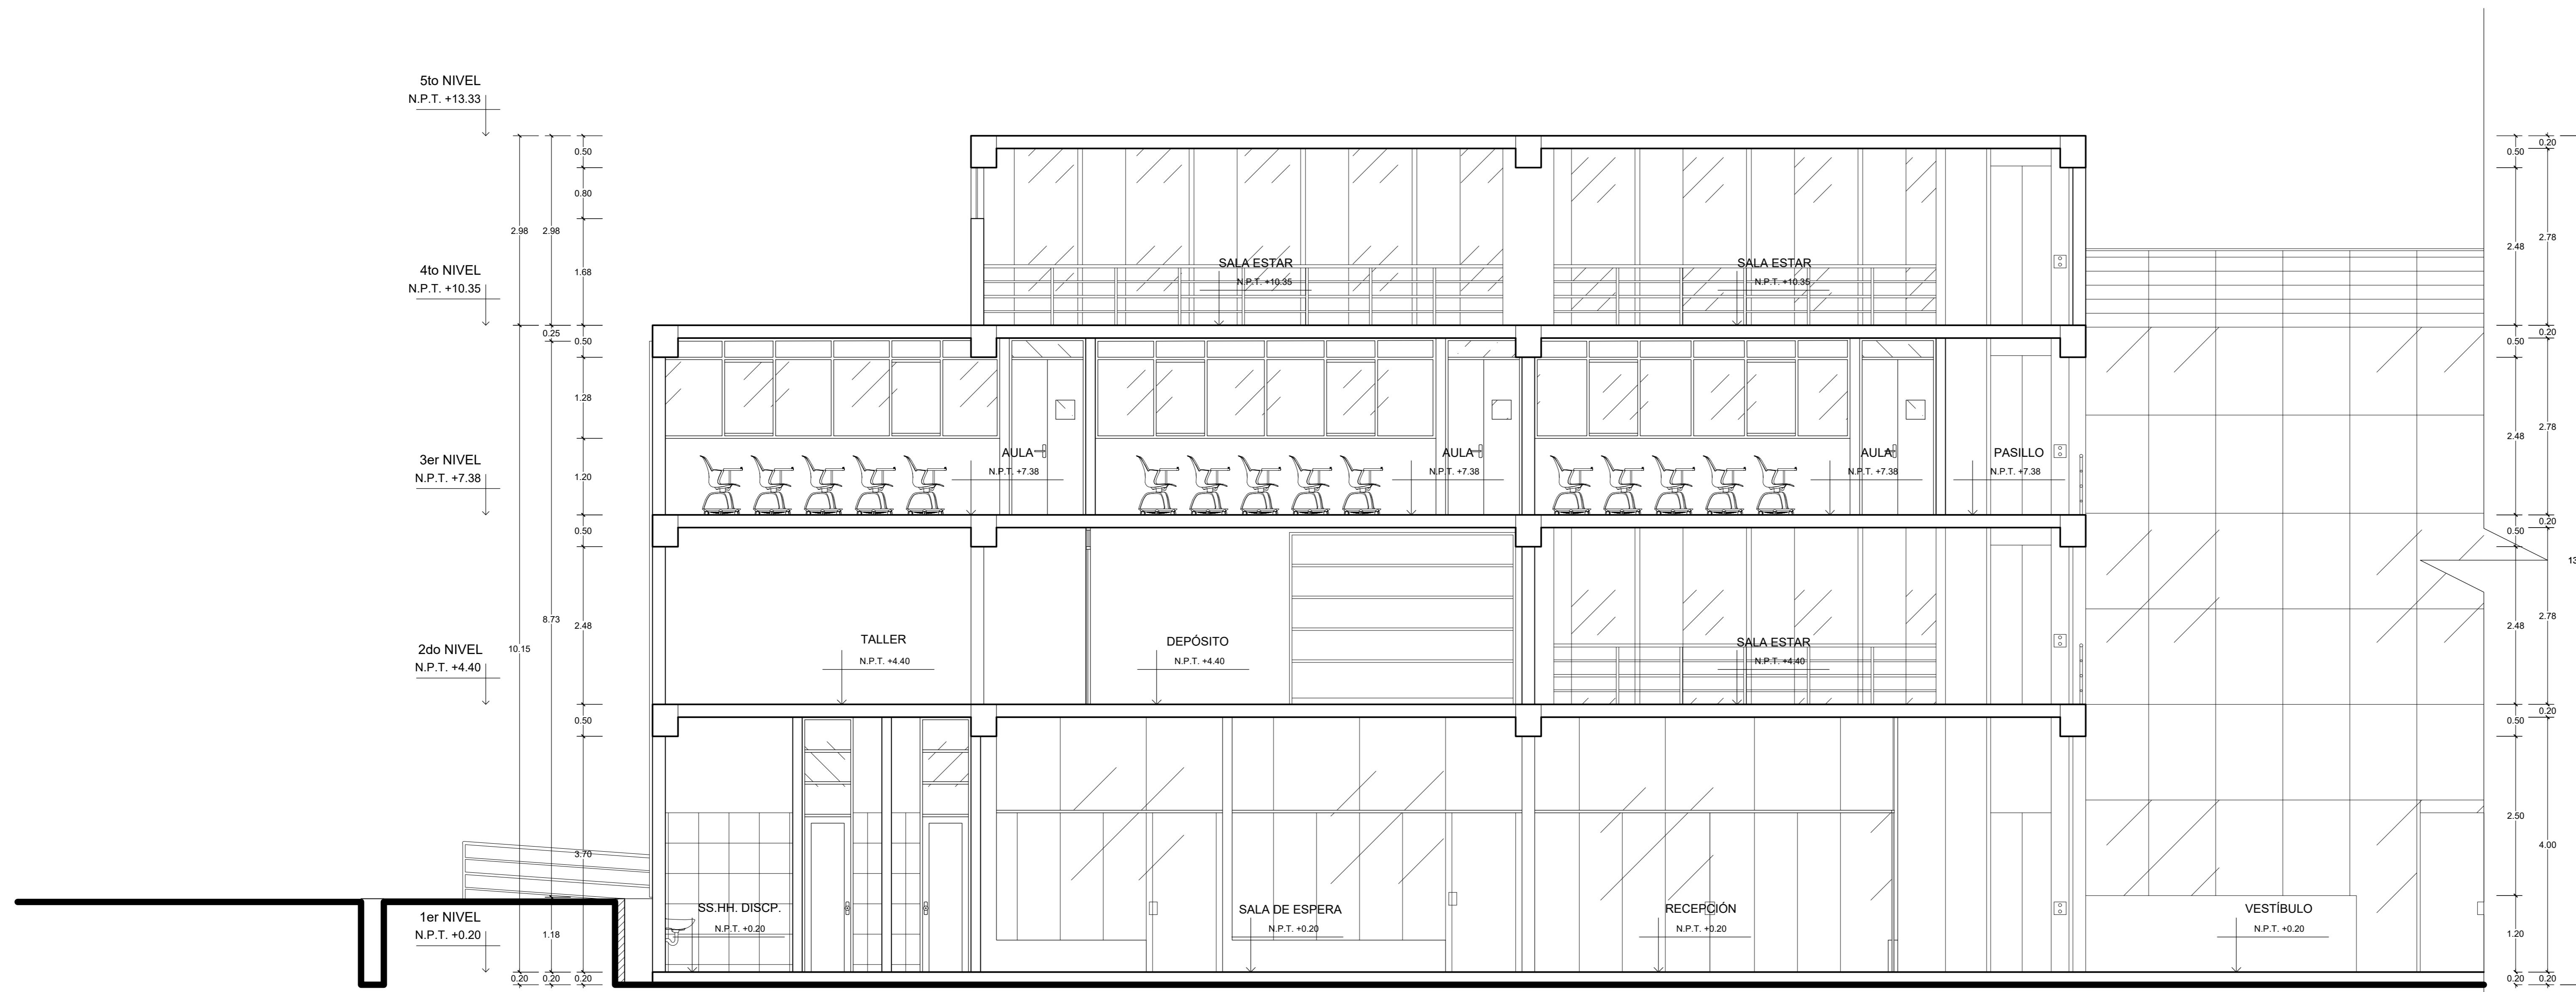 5to NIVEL
N.P.T. +13.33
0.50
0.80
2.98
2.98
1.68
4to NIVEL
N.P.T. +10.35
SALA ESTAR
N.P.T. +10.35
SALA ESTAR
N.P.T. +10.35
0.20
0.50
2.78
2.48
0.25
0.50
1.28
1.20
0.20
0.50
2.78
2.48
3er NIVEL
N.P.T. +7.38
AULA
N.P.T. +7.38
AULA
N.P.T. +7.38
AULA
N.P.T. +7.38
PASILLO
N.P.T. +7.38
0.50
8.73
2.48
10.15
0.20
0.50
2.78
2.48
2do NIVEL
N.P.T. +4.40
TALLER
N.P.T. +4.40
DEPÓSITO
N.P.T. +4.40
SALA ESTAR
N.P.T. +4.40
0.50
3.70
0.20
0.50
2.50
4.00
1er NIVEL
N.P.T. +0.20
SS.HH. DISCP.
N.P.T. +0.20
SALA DE ESPERA
N.P.T. +0.20
RECEPCIÓN
N.P.T. +0.20
VESTÍBULO
N.P.T. +0.20
1.18
1.20
0.20
0.20
0.20
0.20
0.20